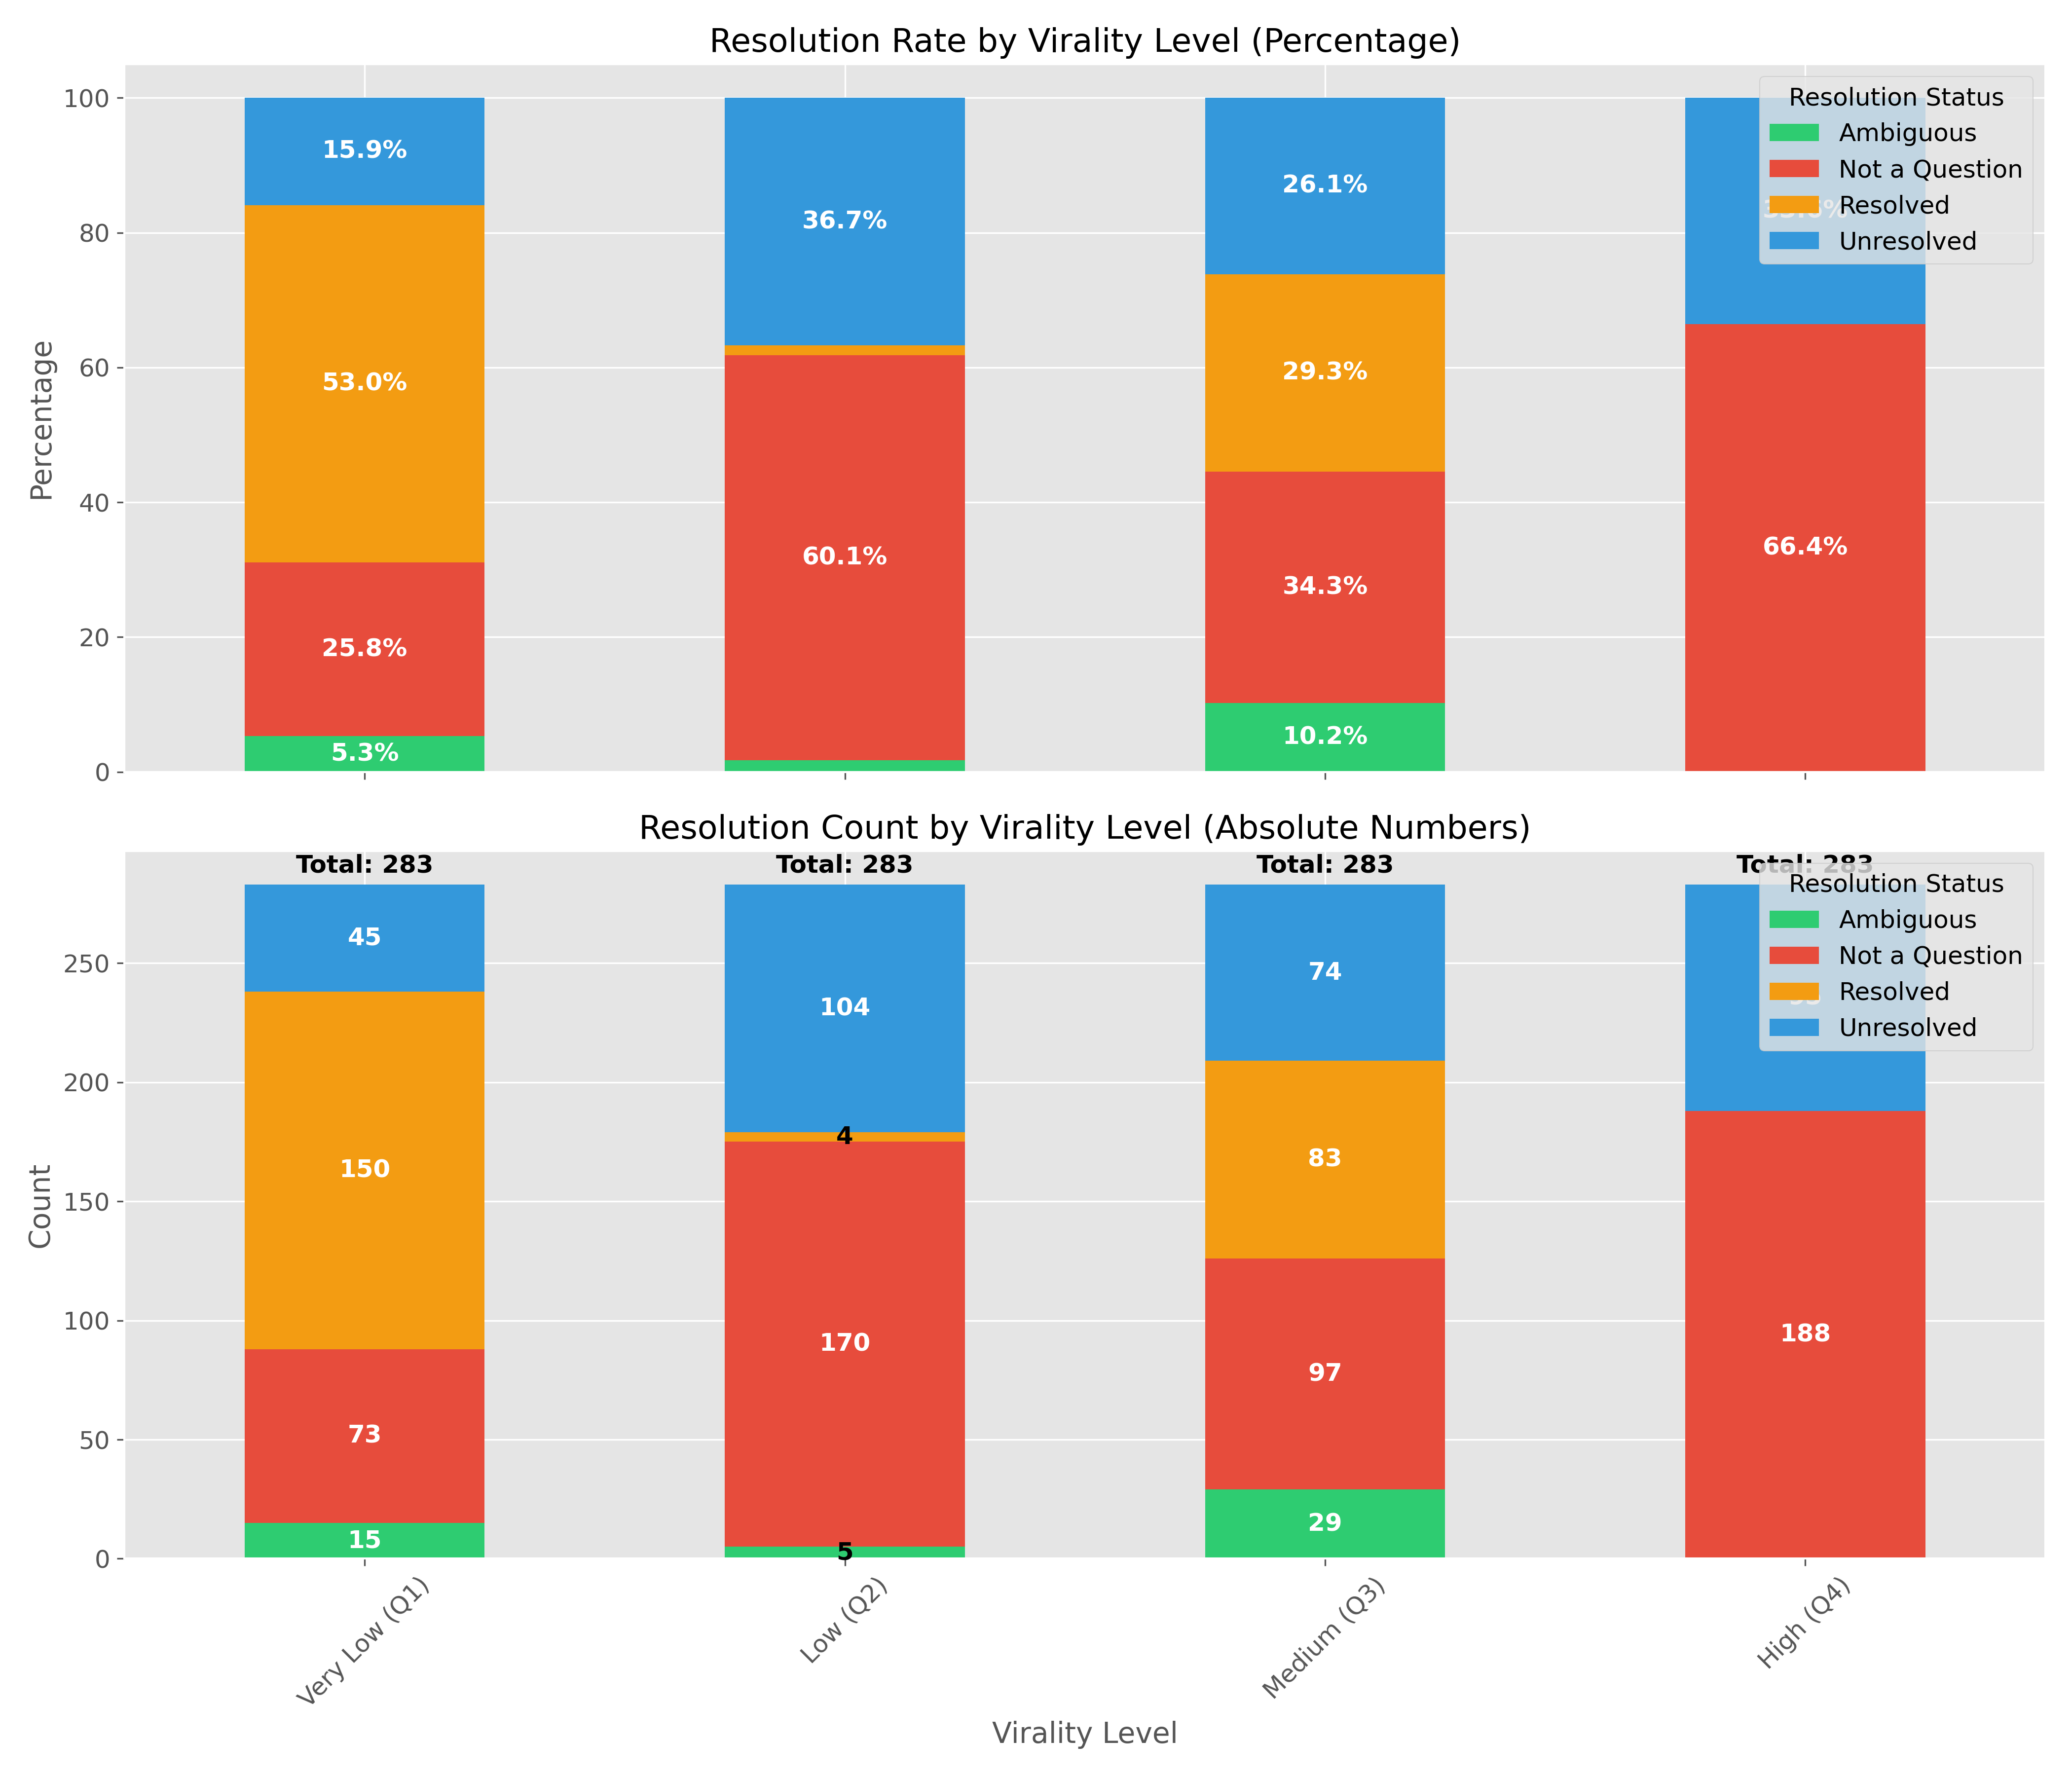 Resolution Rate by Virality Level (Percentage)
Percentage
100
80
60
40
20
0
15.9%
53.0%
25.8%
5.3%
36.7%
60.1%
26.1%
29.3%
34.3%
10.2%
66.4%
Resolution Status
Ambiguous
Not a Question
Resolved
Unresolved
Resolution Count by Virality Level (Absolute Numbers)
Count
250
200
150
100
50
0
Total: 283
45
150
73
15
Total: 283
104
4
170
5
Total: 283
74
83
97
29
Total: 283
188
Resolution Status
Ambiguous
Not a Question
Resolved
Unresolved
Very Low (Q1)
Low (Q2)
Medium (Q3)
High (Q4)
Virality Level